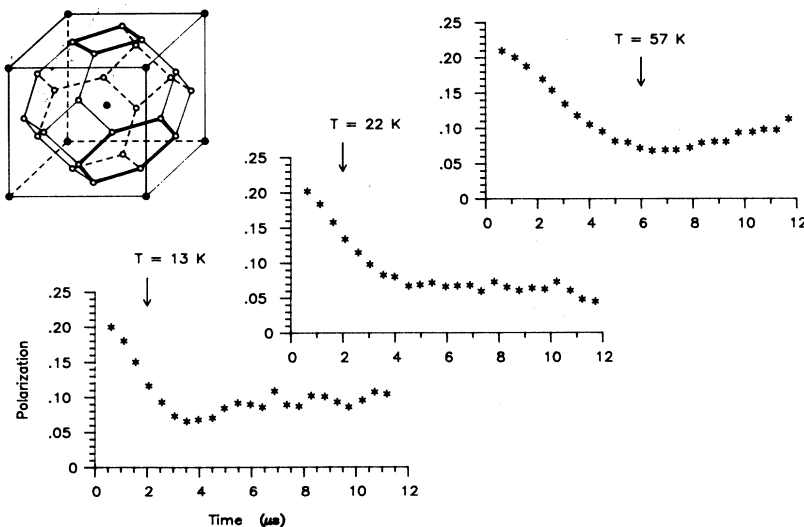 T = 57 K
.25
.20
.15
.10
.05
0
0 2 4 6 8 10 12
T = 22 K
.25
.20
.15
.10
.05
0
0 2 4 6 8 10 12
T = 13 K
.25
.20
.15
.10
.05
0
0 2 4 6 8 10 12
Polarization
Time (μs)